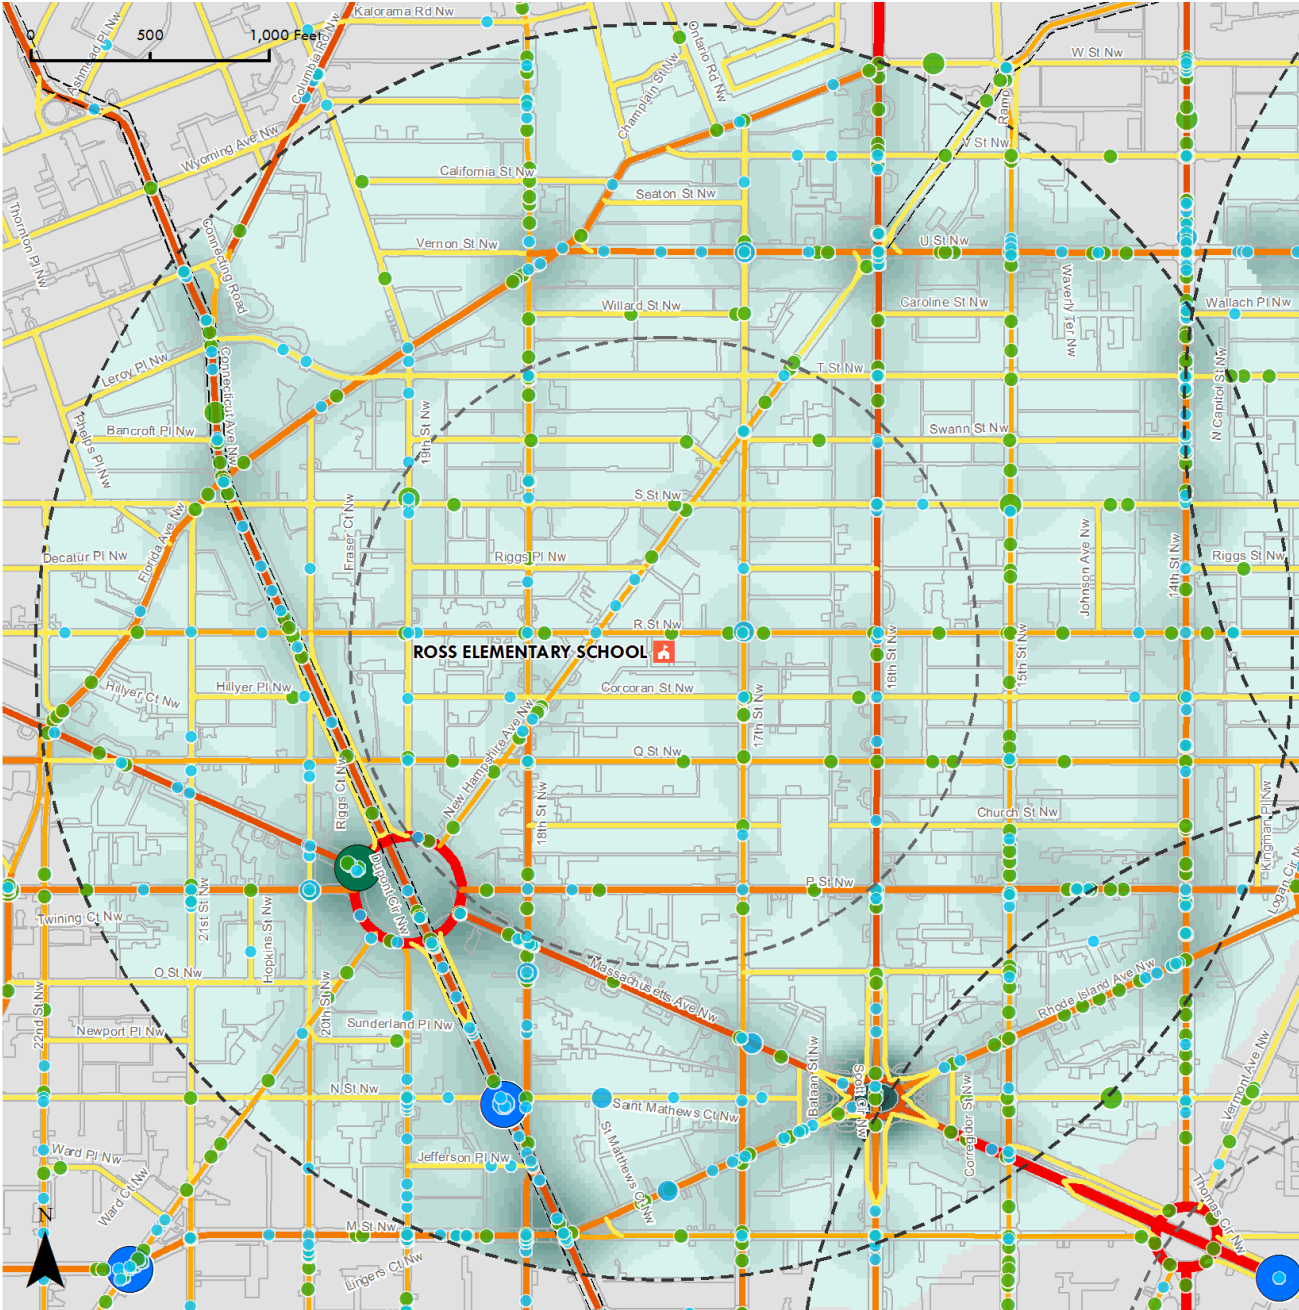 Kalorama Rd Nw
0
500
1,000 Feet
W St Nw
Ashmead Pl Nw
Columbia Rd Nw
Champlain St Nw
Ontario Rd Nw
Ramp
Wyoming Ave Nw
V St Nw
California St Nw
Seaton St Nw
Thornton Pl Nw
Connecting Road
Vernon St Nw
U St Nw
Waverly Ter Nw
Willard St Nw
Caroline St Nw
Wallach Pl Nw
Leroy Pl Nw
Connecticut Ave Nw
T St Nw
N Capitol St Nw
Bancroft Pl Nw
Phelps Pl Nw
19th St Nw
Swann St Nw
S St Nw
Fraser Ct Nw
Florida Ave Nw
Decatur Pl Nw
Riggs Pl Nw
Johnson Ave Nw
14th St Nw
Riggs St Nw
R St Nw
ROSS ELEMENTARY SCHOOL
16th St Nw
15th St Nw
Hillyer Ct Nw
Hillyer Pl Nw
Corcoran St Nw
17th St Nw
New Hampshire Ave Nw
Q St Nw
Riggs Ct Nw
18th St Nw
Church St Nw
Kingman Pl Nw
Dupont Cir Nw
P St Nw
Logan Cir Nw
Twining Ct Nw
21st St Nw
Hopkins St Nw
O St Nw
Massachusetts Ave Nw
Rhode Island Ave Nw
22nd St Nw
20th St Nw
Newport Pl Nw
Sunderland Pl Nw
Bataan St Nw
Scott Cir Nw
Corregidor St Nw
Vermont Ave Nw
N St Nw
Saint Mathews Ct Nw
St Matthews Ct Nw
Ward Pl Nw
Jefferson Pl Nw
Ward Ct Nw
Thomas Cir Nw
N
M St Nw
Lingers Ct Nw